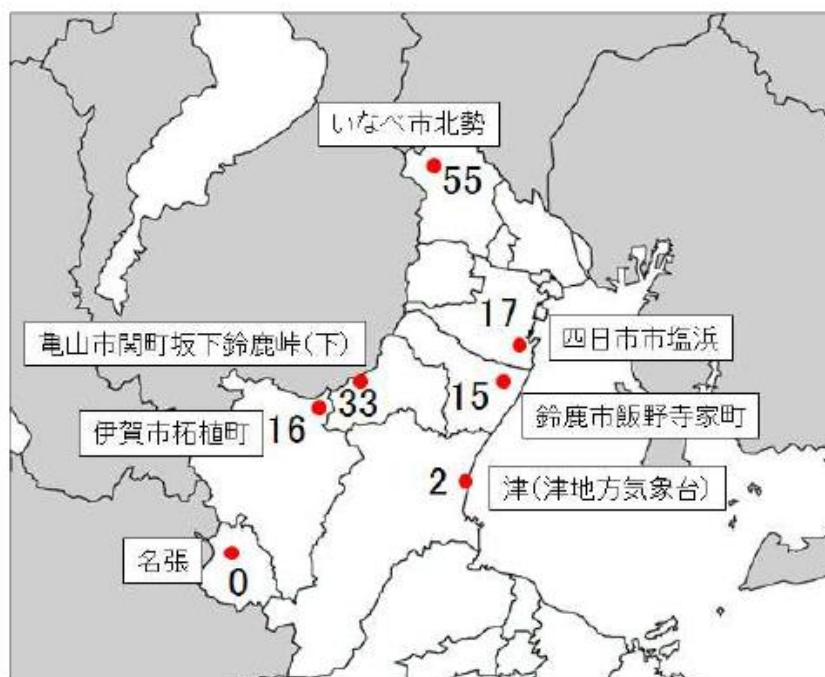 いなべ市北勢
55
17
四日市市塩浜
亀山市関町坂下鈴鹿峠(下)
33
15
鈴鹿市飯野寺家町
伊賀市柘植町
16
2
津(津地方気象台)
名張
0